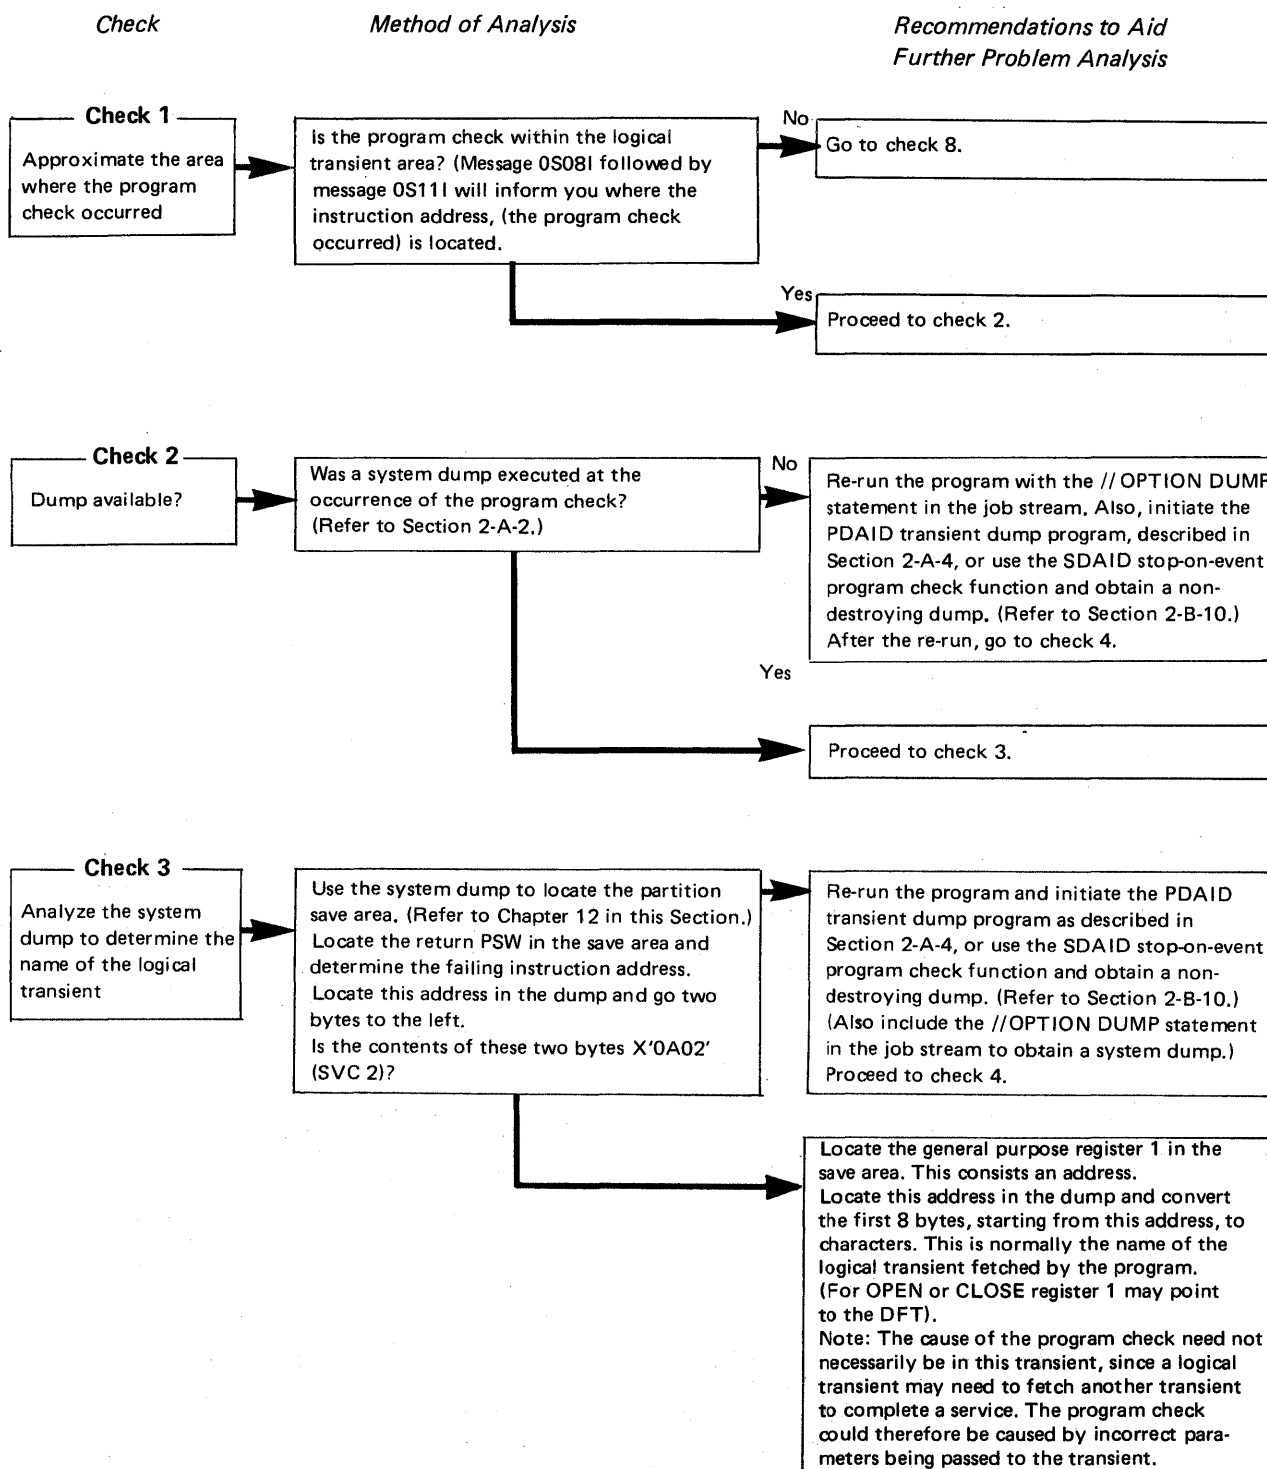 Check
Method of Analysis
Recommendations to Aid
Further Problem Analysis
Check 1
Approximate the area
where the program
check occurred
Is the program check within the logical
transient area? (Message 0S08I followed by
message 0S11I will inform you where the
instruction address, (the program check
occurred) is located.
No
Go to check 8.
Yes
Proceed to check 2.
Check 2
Dump available?
Was a system dump executed at the
occurrence of the program check?
(Refer to Section 2-A-2.)
No
Re-run the program with the // OPTION DUMP
statement in the job stream. Also, initiate the
PDAID transient dump program, described in
Section 2-A-4, or use the SDAID stop-on-event
program check function and obtain a non-
destroying dump. (Refer to Section 2-B-10.)
After the re-run, go to check 4.
Yes
Proceed to check 3.
Check 3
Analyze the system
dump to determine the
name of the logical
transient
Use the system dump to locate the partition
save area. (Refer to Chapter 12 in this Section.)
Locate the return PSW in the save area and
determine the failing instruction address.
Locate this address in the dump and go two
bytes to the left.
Is the contents of these two bytes X'0A02'
(SVC 2)?
Re-run the program and initiate the PDAID
transient dump program as described in
Section 2-A-4, or use the SDAID stop-on-event
program check function and obtain a non-
destroying dump. (Refer to Section 2-B-10.)
(Also include the //OPTION DUMP statement
in the job stream to obtain a system dump.)
Proceed to check 4.
Locate the general purpose register 1 in the
save area. This consists an address.
Locate this address in the dump and convert
the first 8 bytes, starting from this address, to
characters. This is normally the name of the
logical transient fetched by the program.
(For OPEN or CLOSE register 1 may point
to the DFT).
Note: The cause of the program check need not
necessarily be in this transient, since a logical
transient may need to fetch another transient
to complete a service. The program check
could therefore be caused by incorrect para-
meters being passed to the transient.